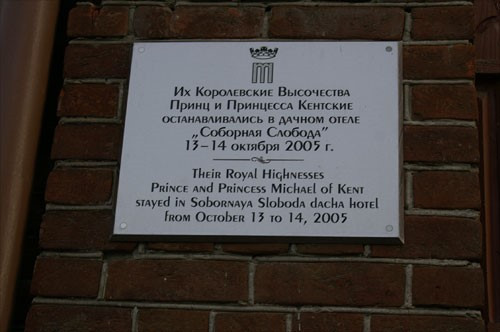 Их Королевские Высочества
Принц и Принцесса Кентские
останавливались в дачном отеле
„Соборная Слобода”
13–14 октября 2005 г.
Their Royal Highnesses
Prince and Princess Michael of Kent
stayed in Sobornaya Sloboda dacha hotel
from October 13 to 14, 2005